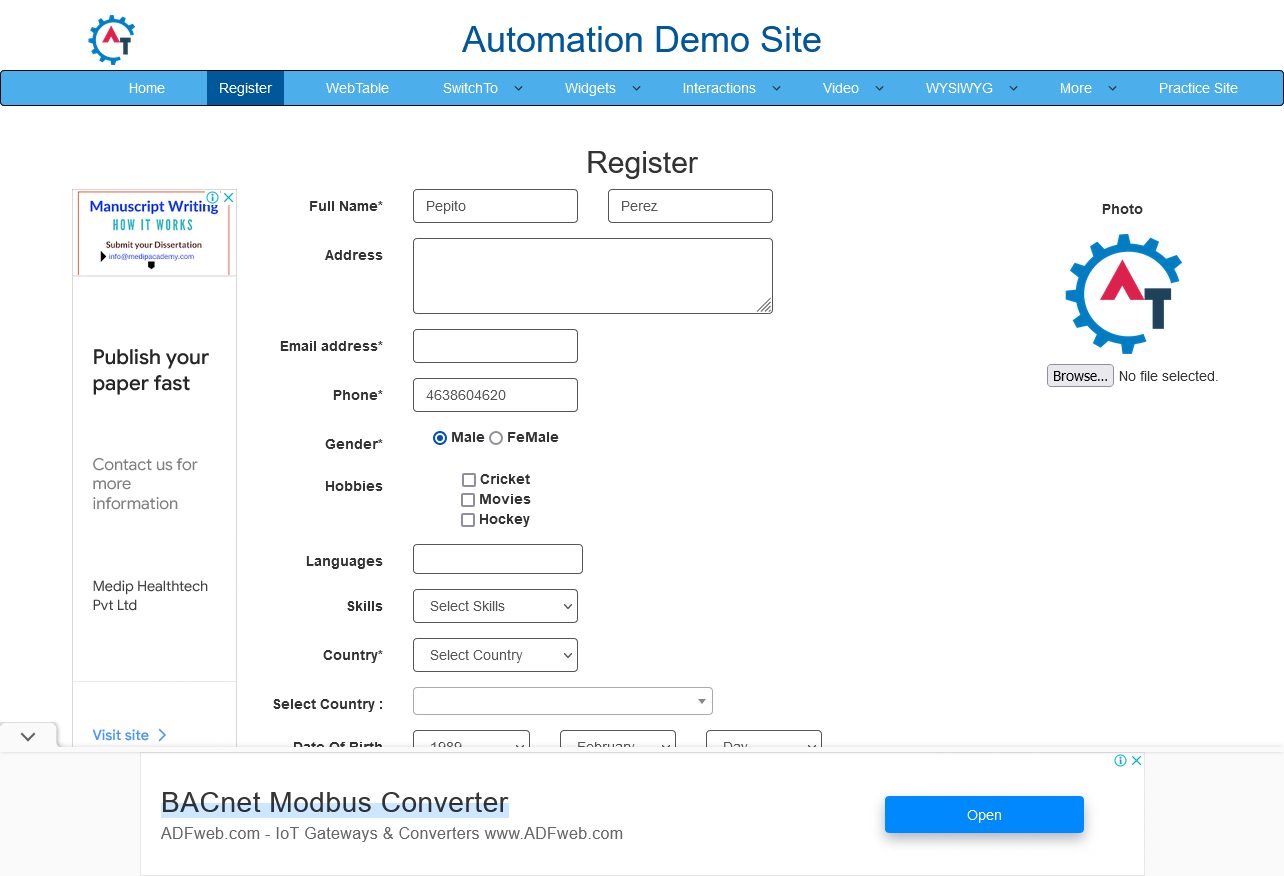 AT
Automation Demo Site
Home Register WebTable SwitchTo Widgets Interactions Video WYSIWYG More Practice Site
Register
Manuscript Writing
HOW IT WORKS
Submit your Dissertation
info@medipacademy.com
Publish your
paper fast
Contact us for
more
information
Medip Healthtech
Pvt Ltd
Visit site
Full Name* Pepito Perez
Address
Email address*
Phone* 4638604620
Gender* Male FeMale
Hobbies Cricket
Movies
Hockey
Languages
Skills Select Skills
Country* Select Country
Select Country :
Date Of Birth 1989 February Day
Photo
AT
Browse... No file selected.
BACnet Modbus Converter
ADFweb.com - IoT Gateways & Converters www.ADFweb.com
Open